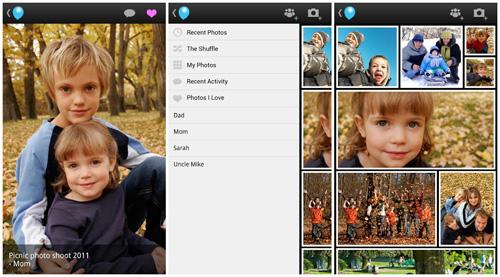 Picnic photo shoot 2011
- Mom
Recent Photos
The Shuffle
My Photos
Recent Activity
Photos I Love
Dad
Mom
Sarah
Uncle Mike